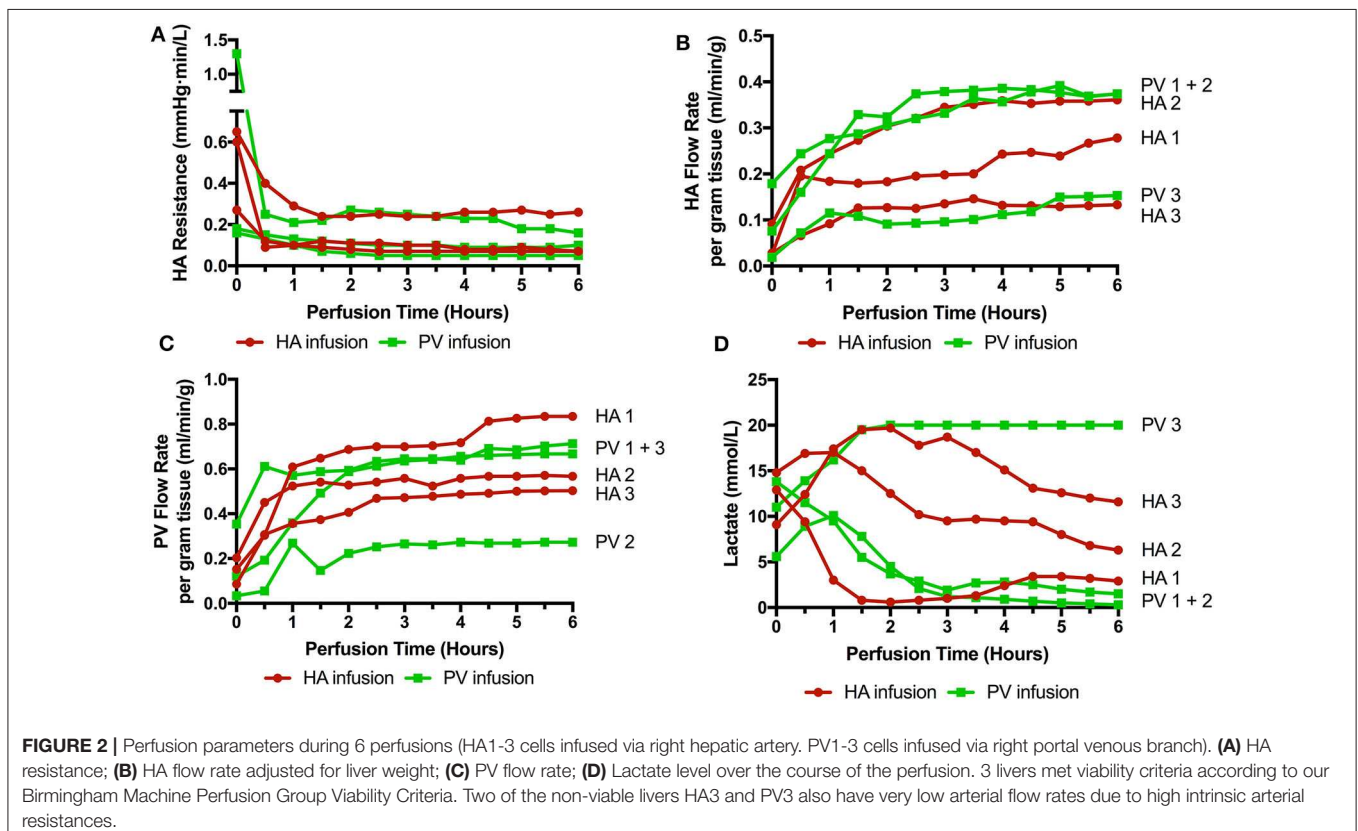 A
HA Resistance (mmHg·min/L)
1.5
1.0
0.6
0.4
0.2
0.0
0 1 2 3 4 5 6
Perfusion Time (Hours)
HA infusion PV infusion
B
HA Flow Rate
per gram tissue (ml/min/g)
0.5
0.4
0.3
0.2
0.1
0.0
0 1 2 3 4 5 6
Perfusion Time (Hours)
PV 1 + 2
HA 2
HA 1
PV 3
HA 3
HA infusion PV infusion
C
PV Flow Rate
per gram tissue (ml/min/g)
1.0
0.8
0.6
0.4
0.2
0.0
0 1 2 3 4 5 6
Perfusion Time (Hours)
HA 1
PV 1 + 3
HA 2
HA 3
PV 2
HA infusion PV infusion
D
Lactate (mmol/L)
25
20
15
10
5
0
0 1 2 3 4 5 6
Perfusion Time (Hours)
PV 3
HA 3
HA 2
HA 1
PV 1 + 2
HA infusion PV infusion
FIGURE 2 | Perfusion parameters during 6 perfusions (HA1-3 cells infused via right hepatic artery. PV1-3 cells infused via right portal venous branch). (A) HA
resistance; (B) HA flow rate adjusted for liver weight; (C) PV flow rate; (D) Lactate level over the course of the perfusion. 3 livers met viability criteria according to our
Birmingham Machine Perfusion Group Viability Criteria. Two of the non-viable livers HA3 and PV3 also have very low arterial flow rates due to high intrinsic arterial
resistances.